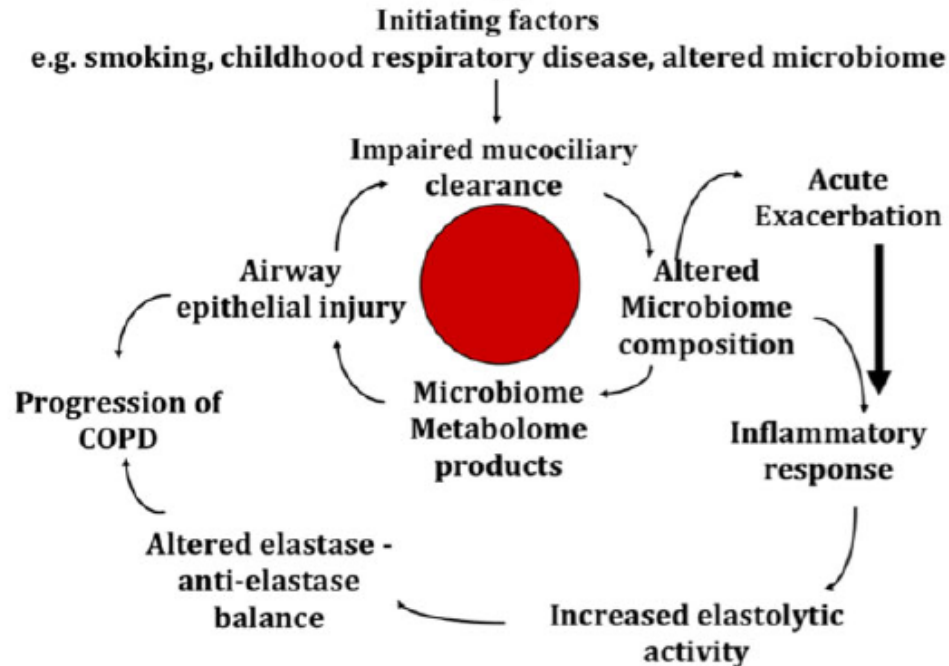 Initiating factors
e.g. smoking, childhood respiratory disease, altered microbiome
Impaired mucociliary
clearance
Acute
Exacerbation
Altered
Microbiome
composition
Airway
epithelial injury
Microbiome
Metabolome
products
Progression of
COPD
Inflammatory
response
Altered elastase -
anti-elastase
balance
Increased elastolytic
activity